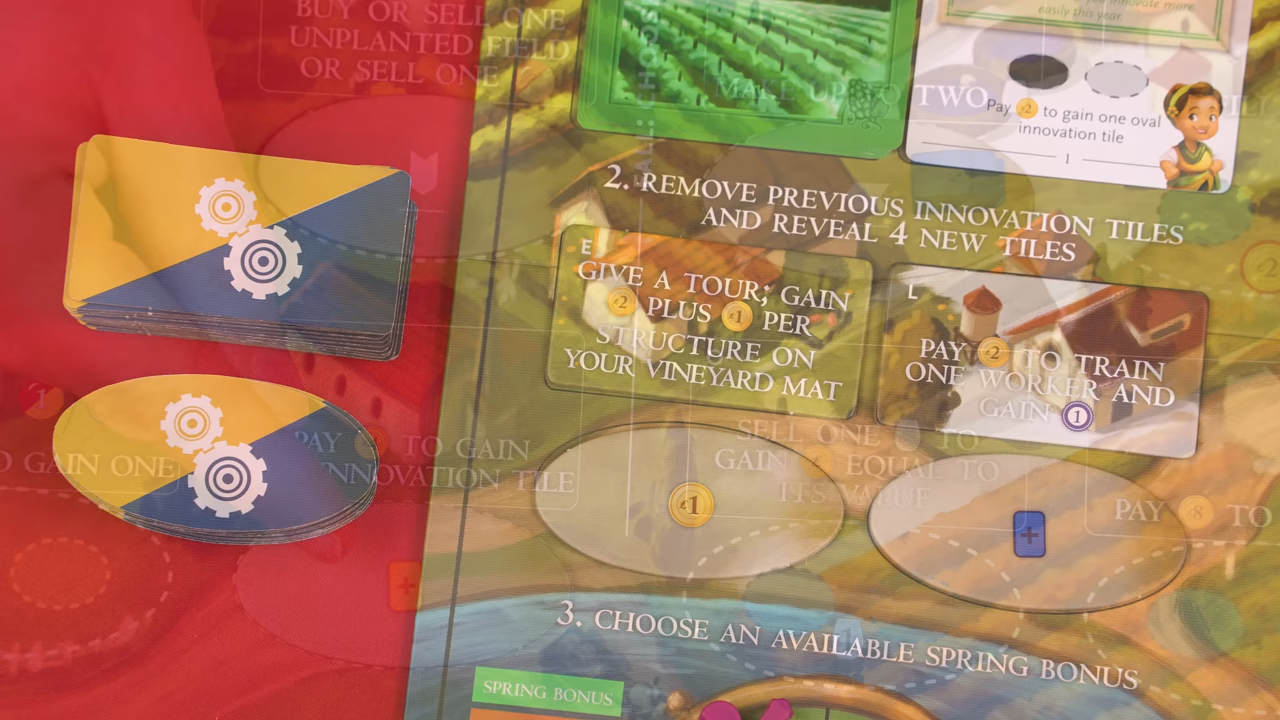 BUY OR SELL ONE
UNPLANTED FIELD
OR SELL ONE
MAKE UP TO
TWO
easily this year.
Pay 2 to gain one oval
innovation tile
1
2. REMOVE PREVIOUS INNOVATION TILES
AND REVEAL 4 NEW TILES
E
GIVE A TOUR; GAIN
2 PLUS 1 PER
STRUCTURE ON
YOUR VINEYARD MAT
L
PAY 2 TO TRAIN
ONE WORKER AND
GAIN 1
GAIN ONE
PAY TO GAIN
INNOVATION TILE
SELL ONE TO
GAIN EQUAL TO
ITS VALUE
PAY 8 TO
1
3. CHOOSE AN AVAILABLE SPRING BONUS
SPRING BONUS